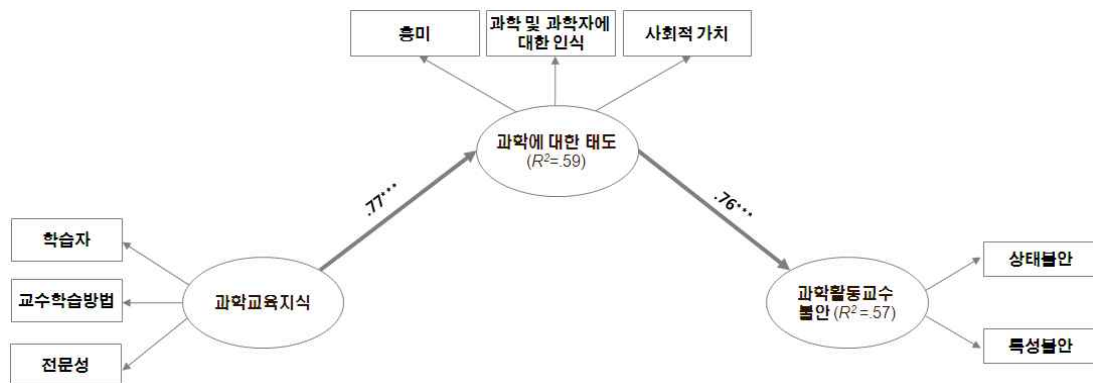 흥미
과학 및 과학자에
대한 인식
사회적 가치
과학에 대한 태도
(R²=.59)
.77***
.76***
학습자
교수학습방법
전문성
과학교육지식
과학활동교수
불안 (R² =.57)
상태불안
특성불안